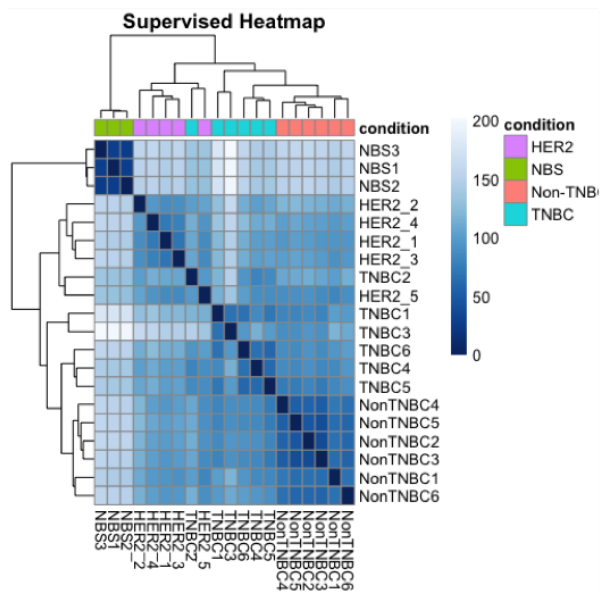 Supervised Heatmap
condition
NBS3
NBS1
NBS2
HER2_2
HER2_4
HER2_1
HER2_3
TNBC2
HER2_5
TNBC1
TNBC3
TNBC6
TNBC4
TNBC5
NonTNBC4
NonTNBC5
NonTNBC2
NonTNBC3
NonTNBC1
NonTNBC6
200
150
100
50
0
condition
HER2
NBS
Non-TNB
TNBC
NBS3
NBS1
NBS2
HER2_2
HER2_4
HER2_1
HER2_3
TNBC2
HER2_5
TNBC1
TNBC3
TNBC6
TNBC4
TNBC5
NonTNBC4
NonTNBC5
NonTNBC2
NonTNBC3
NonTNBC1
NonTNBC6